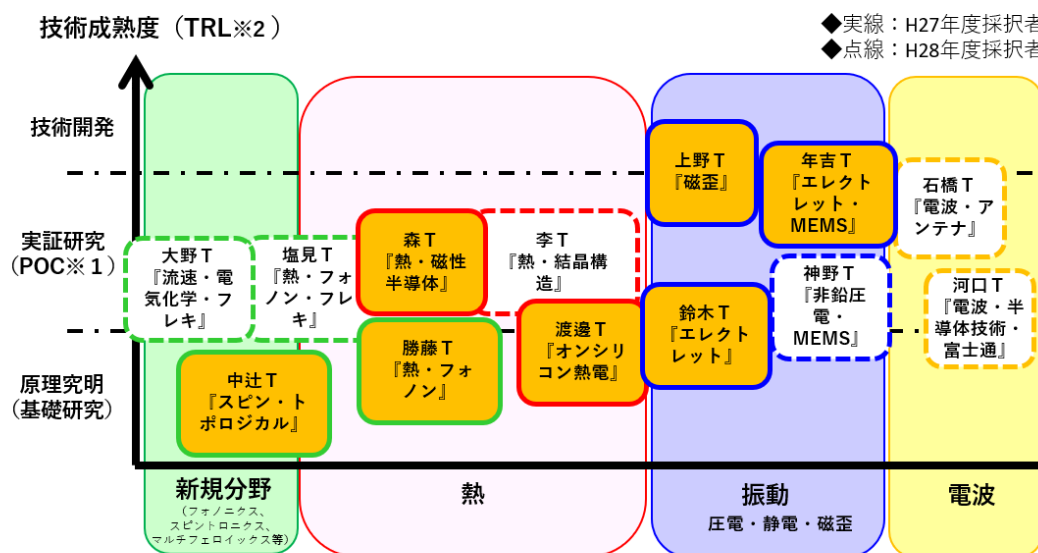 技術成熟度（TRL※2）
◆実線：H27年度採択者
◆点線：H28年度採択者
技術開発
実証研究
(POC※１)
原理究明
(基礎研究)
上野T
『磁歪』
年吉T
『エレクト
レット・
MEMS』
石橋T
『電波・ア
ンテナ』
大野T
『流速・電
気化学・フ
レキ』
塩見T
『熱・フォ
ノン・フレ
キ』
森T
『熱・磁性
半導体』
李T
『熱・結晶構
造』
神野T
『非鉛圧
電・
MEMS』
河口T
『電波・半
導体技術・
富士通』
鈴木T
『エレクト
レット』
渡邊T
『オンシリ
コン熱電』
勝藤T
『熱・フォ
ノン』
中辻T
『スピン・ト
ポロジカル』
新規分野
（フォノニクス、
スピントロニクス、
マルチフェロイックス等）
熱
振動
圧電・静電・磁歪
電波